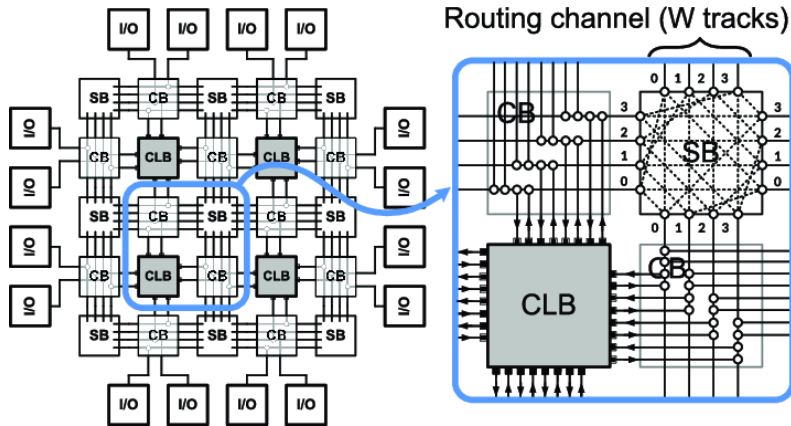 I/O I/O I/O I/O
Routing channel (W tracks)
SB CB SB CB SB
I/O CB CLB CB CLB CB I/O
I/O I/O
SB CB SB CB SB
I/O CB CLB CB CLB CB I/O
I/O I/O
SB CB SB CB SB
I/O I/O I/O I/O
0 1 2 3
CB 3 3
2 SB 2
1 1
0 0
0 1 2 3
CB
CLB